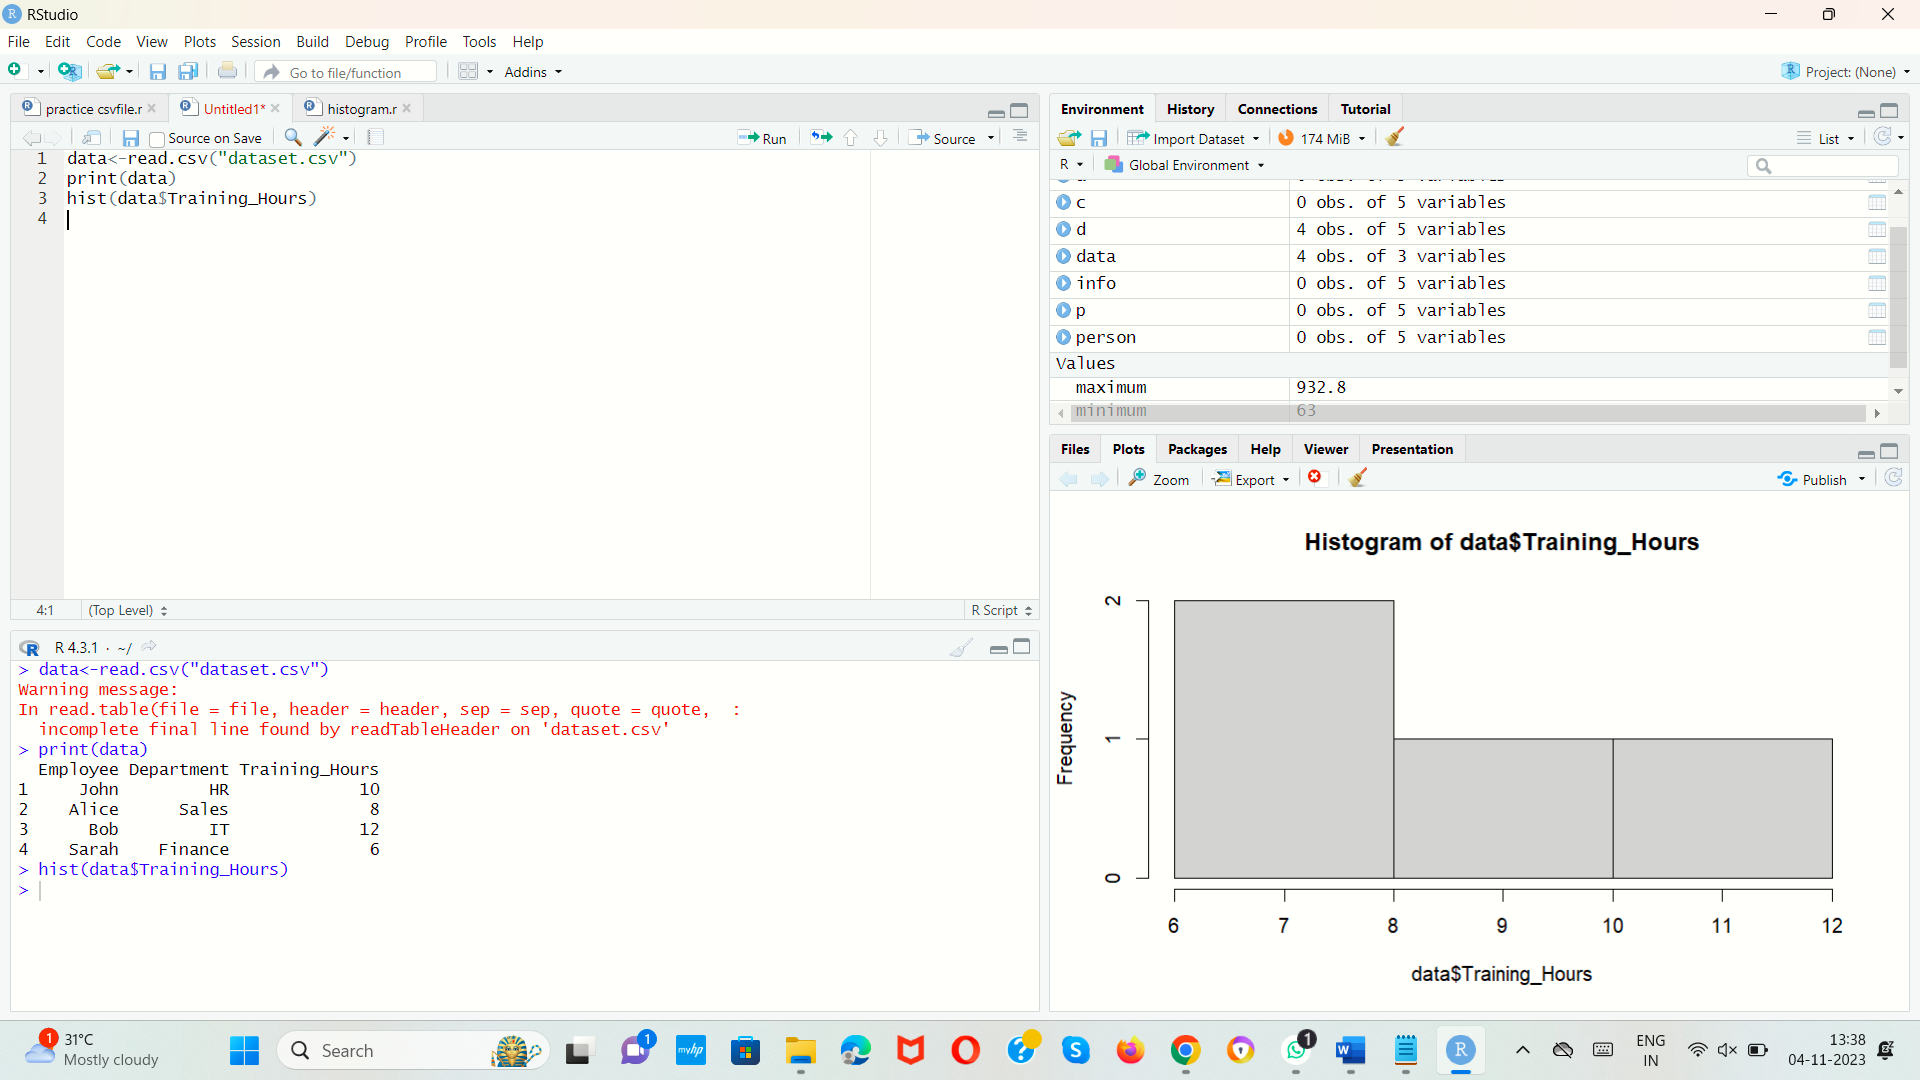 RStudio
File Edit Code View Plots Session Build Debug Profile Tools Help
Go to file/function Addins Project: (None)
practice csvfile.r Untitled1* histogram.r
Source on Save Run Source
1 data<-read.csv("dataset.csv")
2 print(data)
3 hist(data$Training_Hours)
4
4:1 (Top Level) R Script
R 4.3.1 · ~/
> data<-read.csv("dataset.csv")
Warning message:
In read.table(file = file, header = header, sep = sep, quote = quote,  :
  incomplete final line found by readTableHeader on 'dataset.csv'
> print(data)
  Employee Department Training_Hours
1     John         HR             10
2    Alice      Sales              8
3      Bob         IT             12
4    Sarah    Finance              6
> hist(data$Training_Hours)
>
Environment History Connections Tutorial
Import Dataset 174 MiB List
R Global Environment
c 0 obs. of 5 variables
d 4 obs. of 5 variables
data 4 obs. of 3 variables
info 0 obs. of 5 variables
p 0 obs. of 5 variables
person 0 obs. of 5 variables
Values
maximum 932.8
minimum 63
Files Plots Packages Help Viewer Presentation
Zoom Export Publish
Histogram of data$Training_Hours
2
1
0
Frequency
6 7 8 9 10 11 12
data$Training_Hours
1 31°C
Mostly cloudy
Search
1
myhp
1
ENG
IN
13:38
04-11-2023